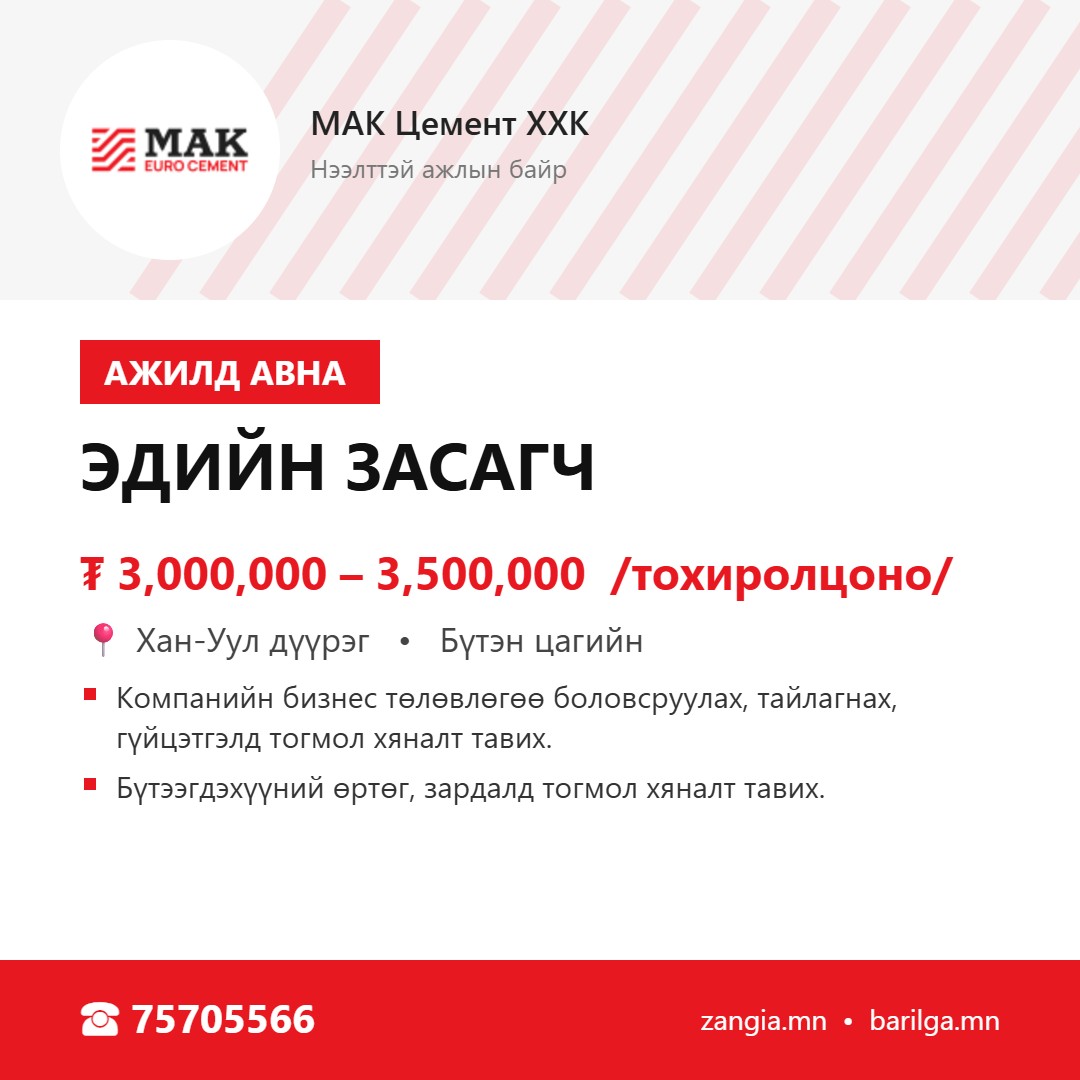 MAK
EURO CEMENT
МАК Цемент ХХК
Нээлттэй ажлын байр
АЖИЛД АВНА
ЭДИЙН ЗАСАГЧ
₮ 3,000,000 – 3,500,000 /тохиролцоно/
📍 Хан-Уул дүүрэг • Бүтэн цагийн
▪ Компанийн бизнес төлөвлөгөө боловсруулах, тайлагнах,
гүйцэтгэлд тогмол хяналт тавих.
▪ Бүтээгдэхүүний өртөг, зардалд тогмол хяналт тавих.
☎ 75705566
zangia.mn • barilga.mn